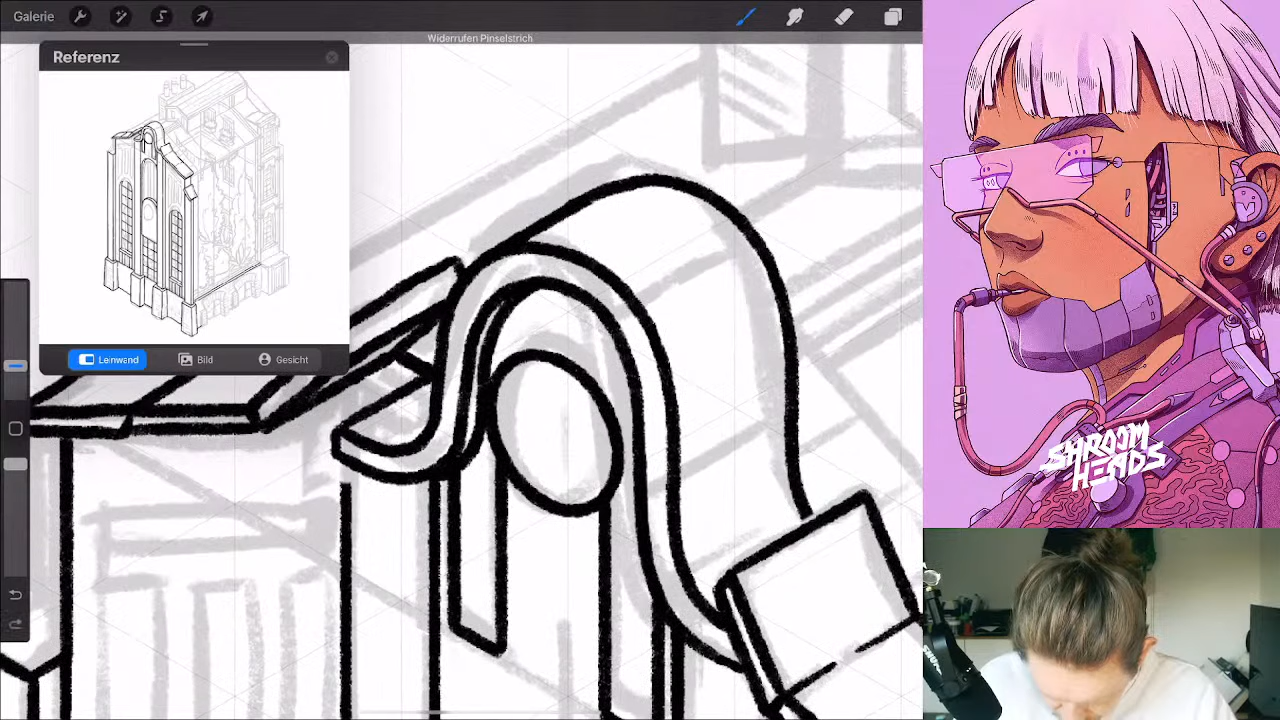 Galerie
Widerrufen Pinselstrich
Referenz
Leinwand
Bild
Gesicht
SHROOM
HEADS